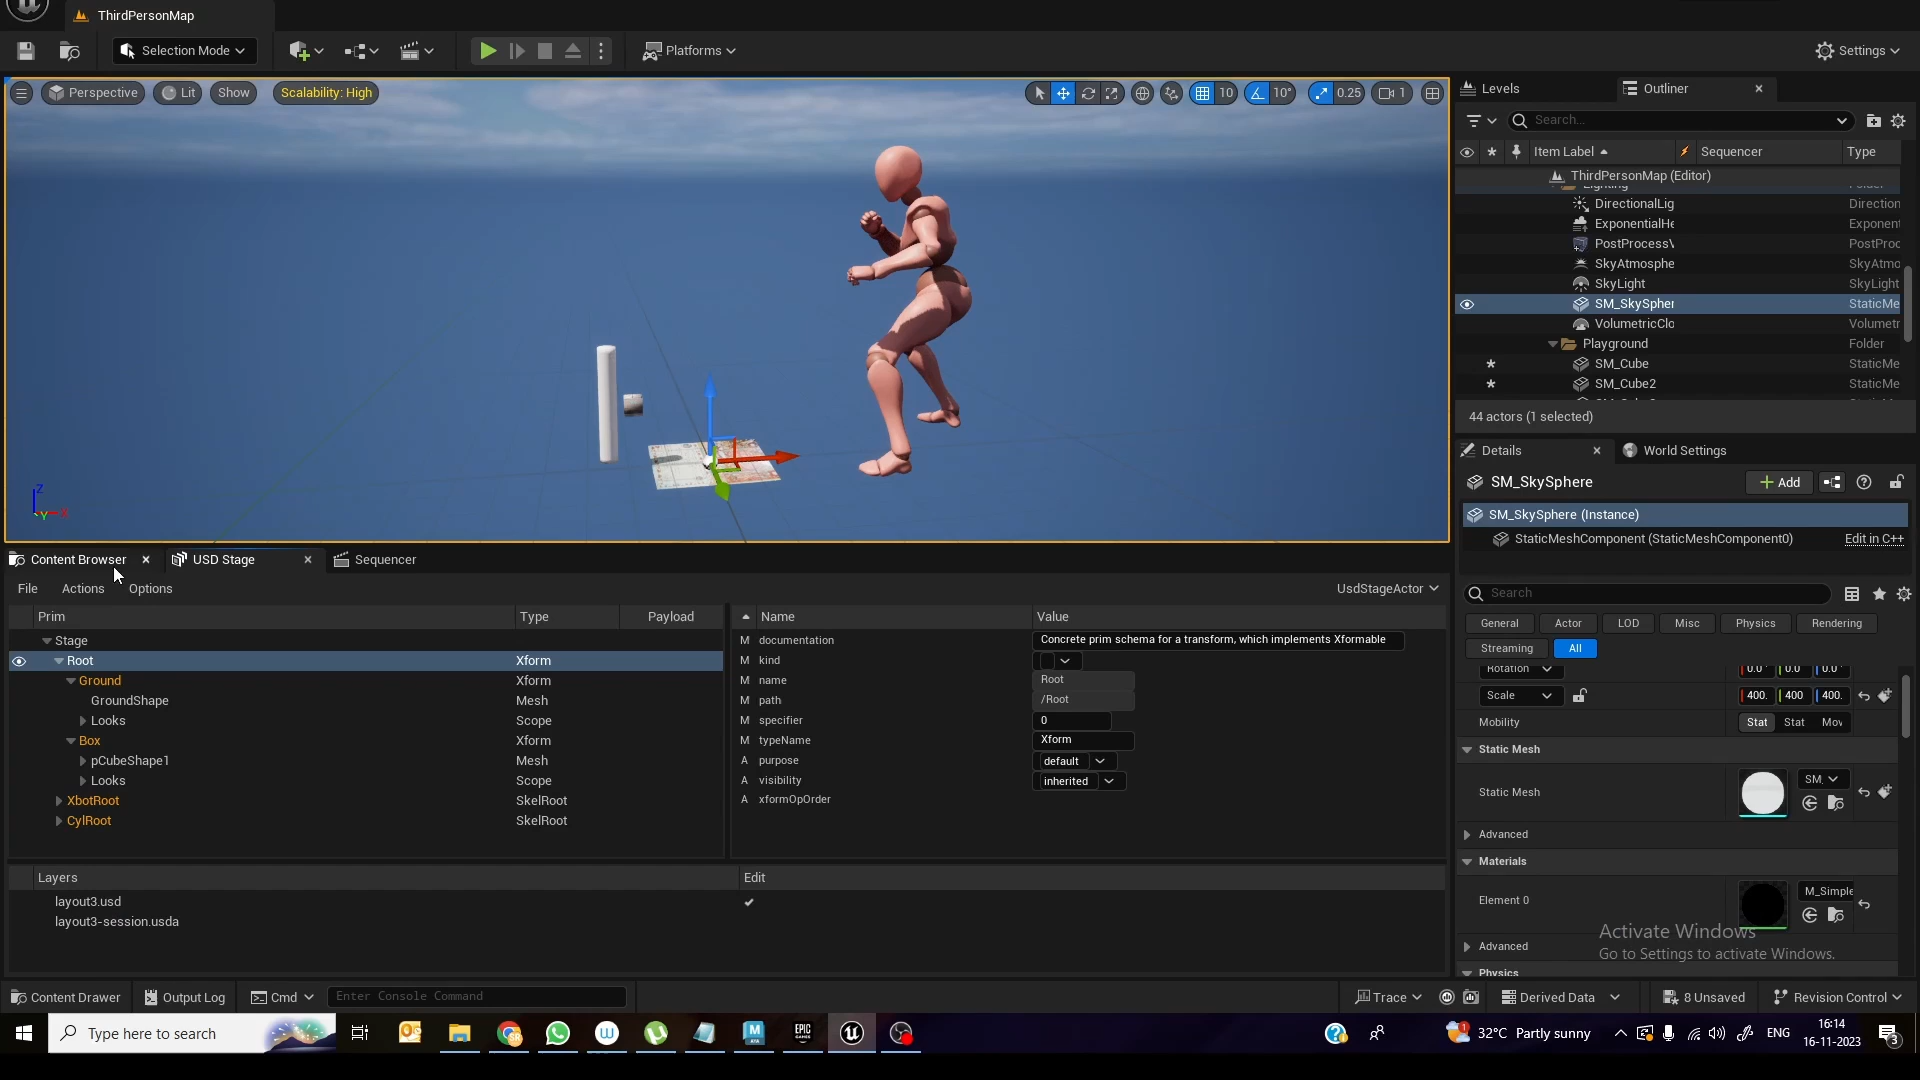 ThirdPersonMap
Selection Mode
Platforms
Settings
Perspective
Lit
Show
Scalability: High
10
10°
0.25
1
Z
Y
X
Levels
Outliner
Search...
Item Label
Sequencer
Type
ThirdPersonMap (Editor)
DirectionalLig
Direction
ExponentialHe
Exponent
PostProcessV
PostProc
SkyAtmosphe
SkyAtmo
SkyLight
SkyLight
SM_SkySpher
StaticMe
VolumetricClo
Volumetr
Playground
Folder
SM_Cube
StaticMe
SM_Cube2
StaticMe
44 actors (1 selected)
Details
World Settings
SM_SkySphere
Add
SM_SkySphere (Instance)
StaticMeshComponent (StaticMeshComponent0)
Edit in C++
Search
General
Actor
LOD
Misc
Physics
Rendering
Streaming
All
Rotation
0.0°
0.0
0.0°
Scale
400.
400
400.
Mobility
Stat
Stat
Mov
Static Mesh
Static Mesh
SM.
Advanced
Materials
Element 0
M_Simple
Advanced
Physics
Activate Windows
Go to Settings to activate Windows.
Content Browser
USD Stage
Sequencer
File
Actions
Options
UsdStageActor
Prim
Type
Payload
Stage
Root
Xform
Ground
Xform
GroundShape
Mesh
Looks
Scope
Box
Xform
pCubeShape1
Mesh
Looks
Scope
XbotRoot
SkelRoot
CylRoot
SkelRoot
Name
Value
M documentation
Concrete prim schema for a transform, which implements Xformable
M kind
M name
Root
M path
/Root
M specifier
0
M typeName
Xform
A purpose
default
A visibility
inherited
A xformOpOrder
Layers
Edit
layout3.usd
layout3-session.usda
Content Drawer
Output Log
Cmd
Enter Console Command
Trace
Derived Data
8 Unsaved
Revision Control
Type here to search
32°C Partly sunny
ENG
16:14
16-11-2023
3